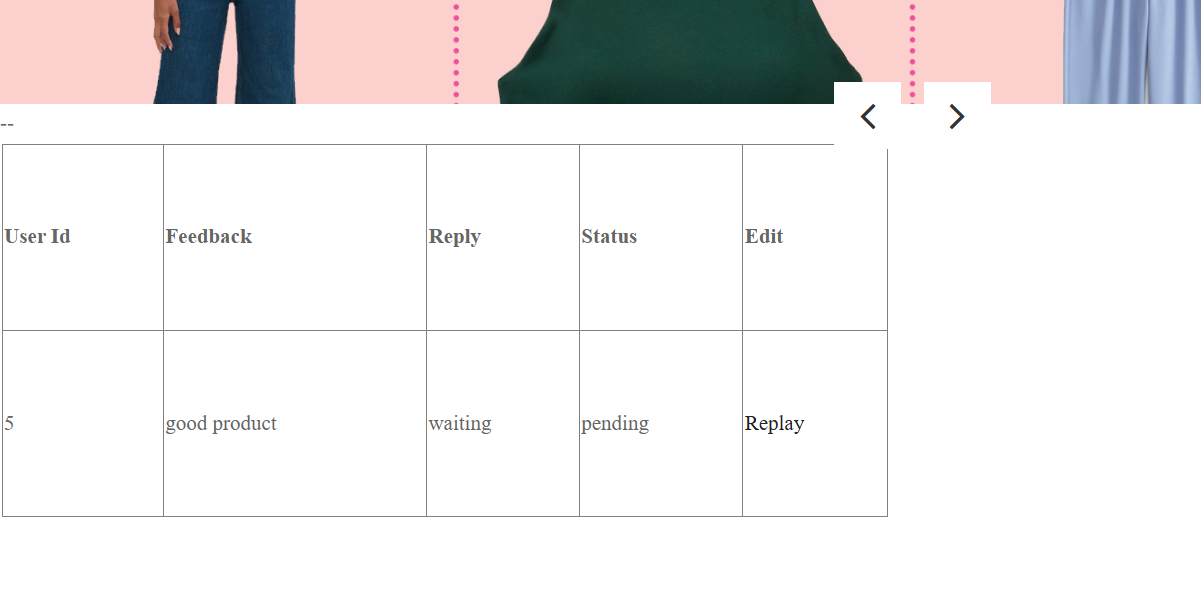 --
User Id Feedback Reply Status Edit
5 good product waiting pending Replay